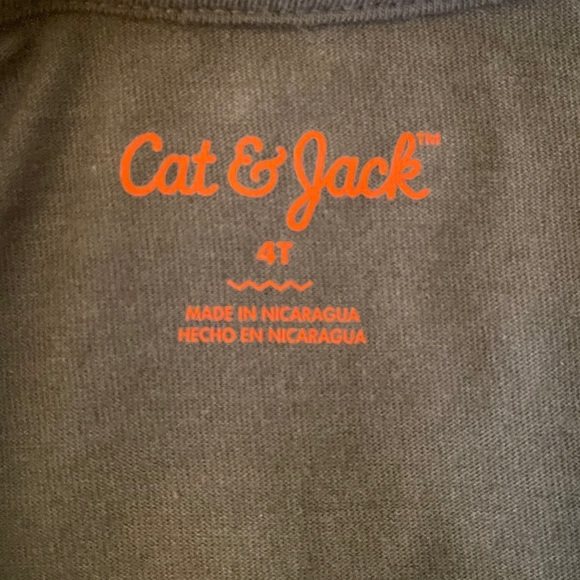 Cat & Jack™
4T
MADE IN NICARAGUA
HECHO EN NICARAGUA